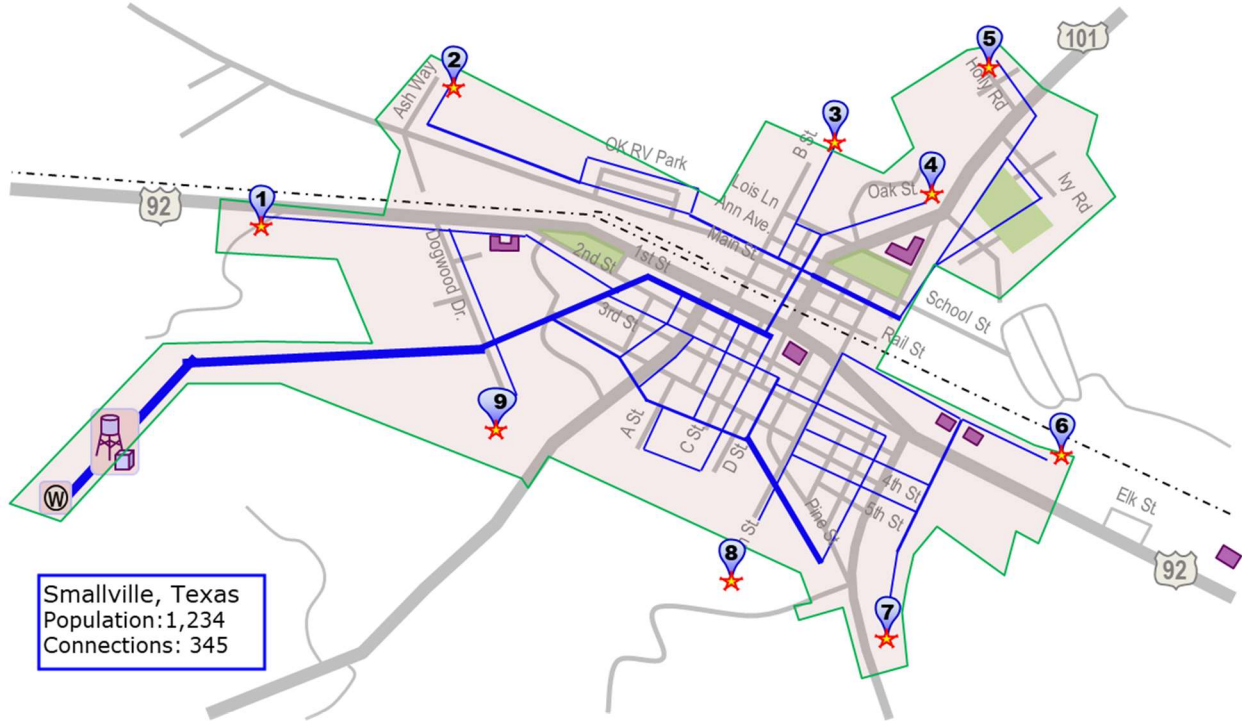 5
101
2
Ash Way
Holly Rd
3
B St
OK RV Park
4
Ivy Rd
Oak St
Lois Ln
Ann Ave.
92
1
Main St
Dogwood Dr.
2nd St
1st St
School St
3rd St
Rail St
9
A St
C St
D St
6
4th St
5th St
Pine St
Elk St
W
8
St
92
7
Smallville, Texas
Population:1,234
Connections: 345